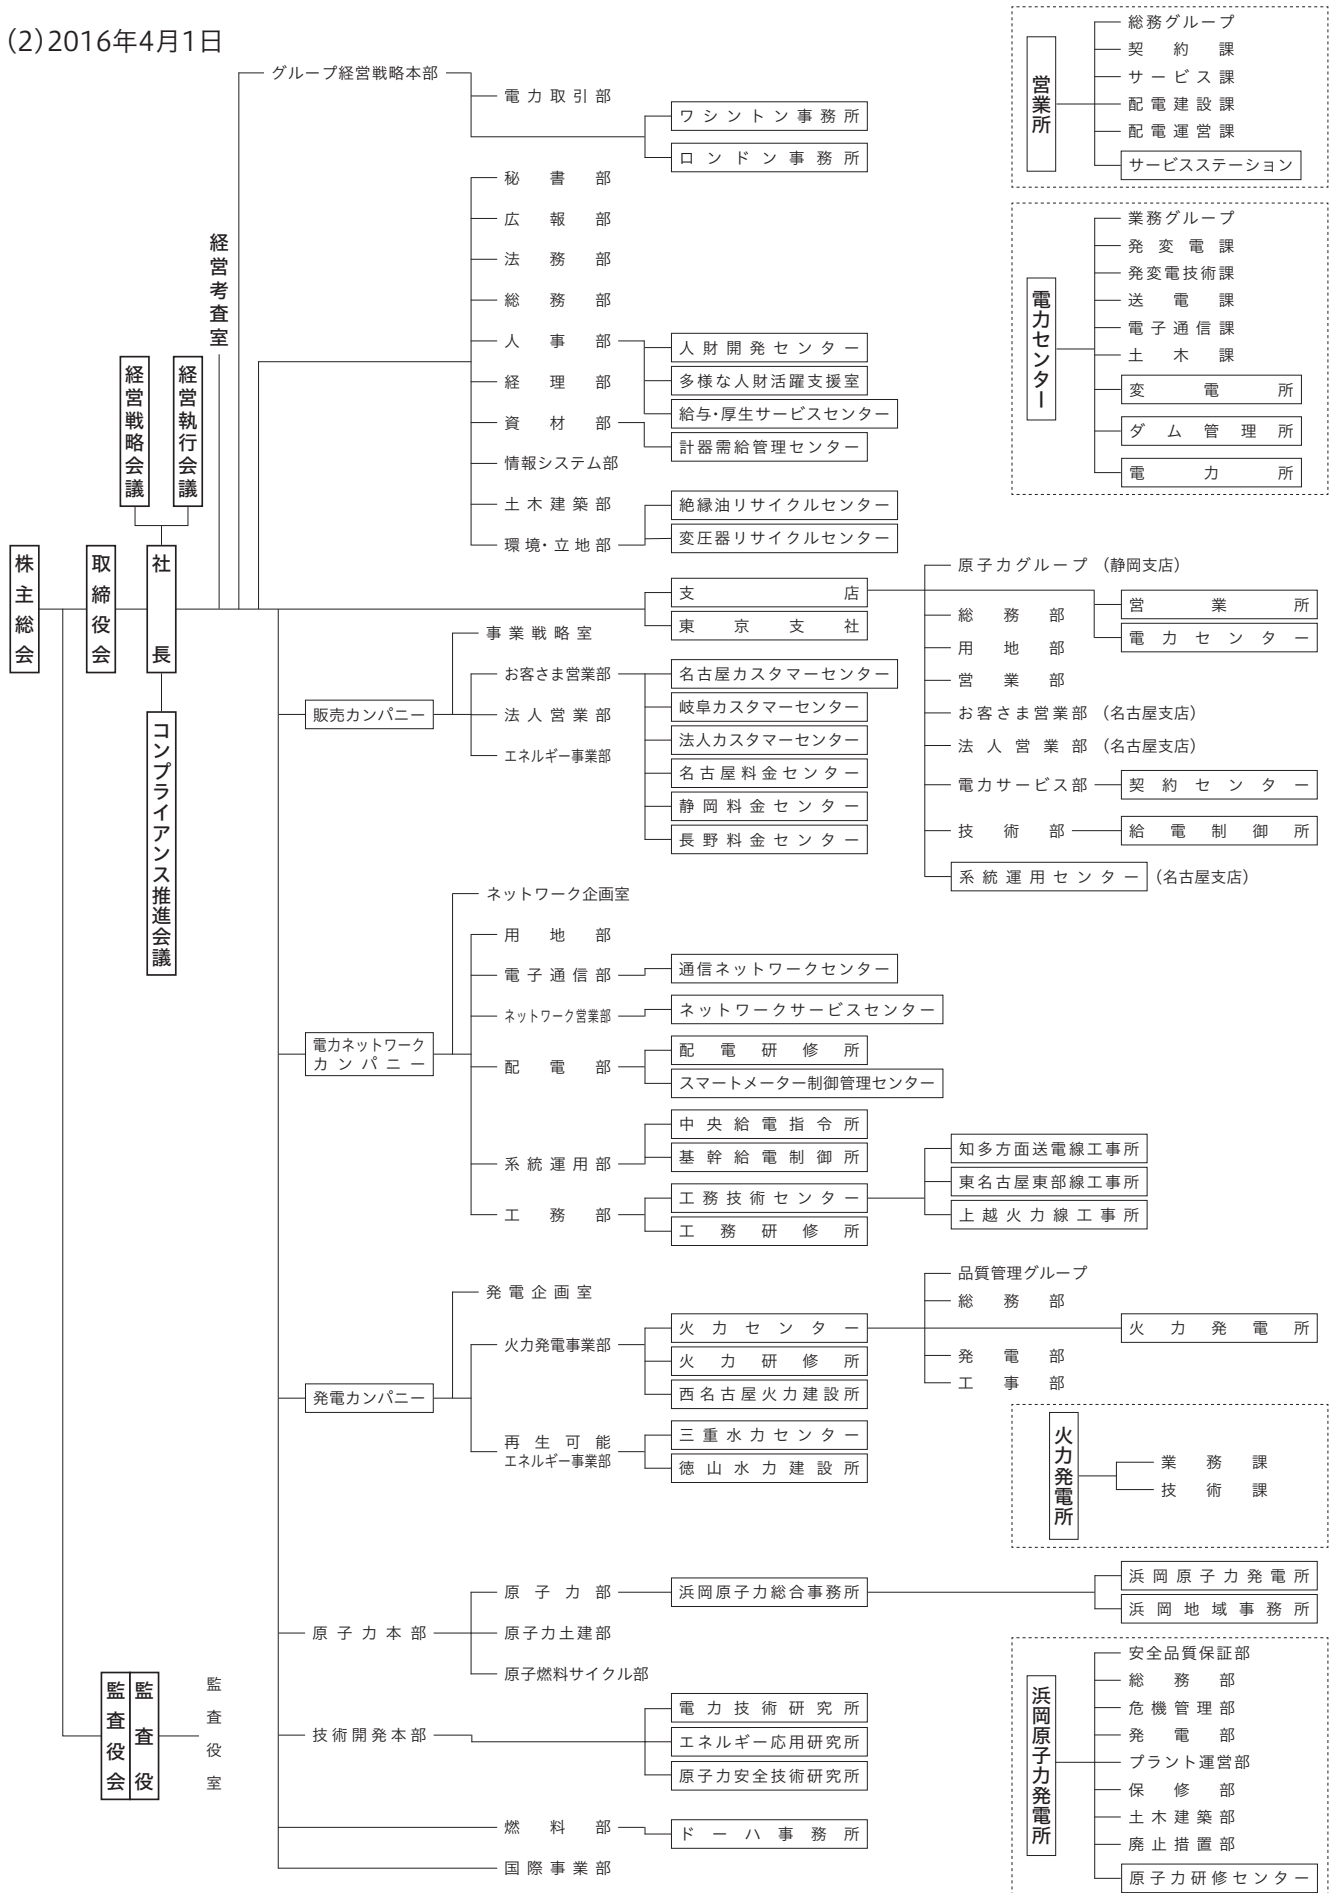 (2)2016年4月1日
株主総会
取締役会
社長
経営戦略会議
経営執行会議
コンプライアンス推進会議
経営考査室
監査役会
監査役
監査役室
グループ経営戦略本部
電力取引部
ワシントン事務所
ロンドン事務所
秘書部
広報部
法務部
総務部
人事部
人財開発センター
多様な人財活躍支援室
給与・厚生サービスセンター
経理部
資材部
計器需給管理センター
情報システム部
土木建築部
環境・立地部
絶縁油リサイクルセンター
変圧器リサイクルセンター
支店
東京支社
原子力グループ (静岡支店)
営業所
電力センター
総務部
用地部
営業部
お客さま営業部 (名古屋支店)
法人営業部 (名古屋支店)
電力サービス部
契約センター
技術部
給電制御所
系統運用センター (名古屋支店)
販売カンパニー
事業戦略室
お客さま営業部
法人営業部
エネルギー事業部
名古屋カスタマーセンター
岐阜カスタマーセンター
法人カスタマーセンター
名古屋料金センター
静岡料金センター
長野料金センター
電力ネットワーク
カンパニー
ネットワーク企画室
用地部
電子通信部
通信ネットワークセンター
ネットワーク営業部
ネットワークサービスセンター
配電部
配電研修所
スマートメーター制御管理センター
系統運用部
中央給電指令所
基幹給電制御所
工務部
工務技術センター
工務研修所
知多方面送電線工事所
東名古屋東部線工事所
上越火力線工事所
発電カンパニー
発電企画室
火力発電事業部
火力センター
火力研修所
西名古屋火力建設所
品質管理グループ
総務部
火力発電所
発電部
工事部
再生可能
エネルギー事業部
三重水力センター
徳山水力建設所
原子力本部
原子力部
浜岡原子力総合事務所
浜岡原子力発電所
浜岡地域事務所
原子力土建部
原子燃料サイクル部
技術開発本部
電力技術研究所
エネルギー応用研究所
原子力安全技術研究所
燃料部
ドーハ事務所
国際事業部
営業所
総務グループ
契約課
サービス課
配電建設課
配電運営課
サービスステーション
電力センター
業務グループ
発変電課
発変電技術課
送電課
電子通信課
土木課
変電所
ダム管理所
電力所
火力発電所
業務課
技術課
浜岡原子力発電所
安全品質保証部
総務部
危機管理部
発電部
プラント運営部
保修部
土木建築部
廃止措置部
原子力研修センター